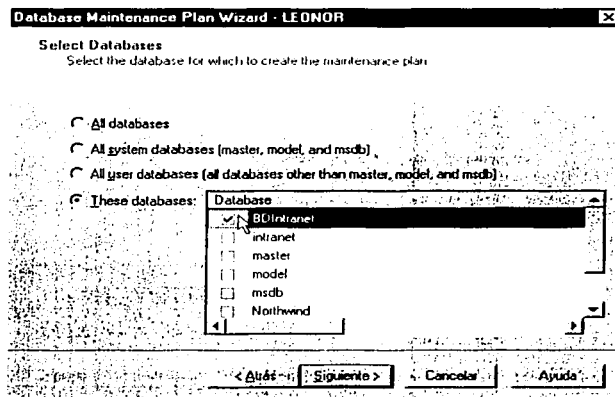 Database Maintenance Plan Wizard - LEONOR
Select Databases
Select the database for which to create the maintenance plan
All databases
All system databases (master, model, and msdb)
All user databases (all databases other than master, model, and msdb)
These databases:
Database
BDIntranet
intranet
master
model
msdb
Northwind
< Atrás
Siguiente >
Cancelar
Ayuda